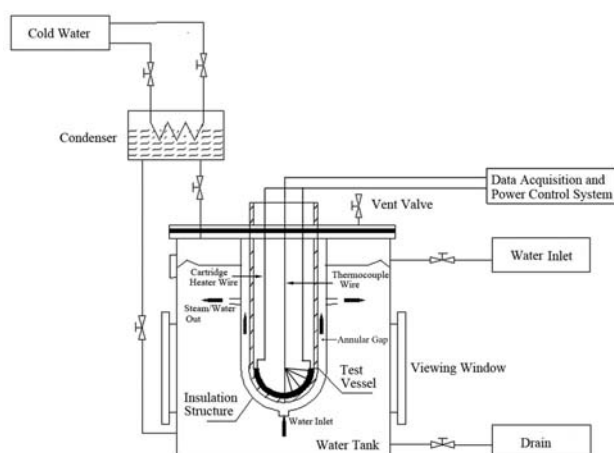 Cold Water
Condenser
Data Acquisition and
Power Control System
Vent Valve
Water Inlet
Cartridge
Heater Wire
Thermocouple
Wire
Steam/Water
Out
Annular Gap
Test
Vessel
Viewing Window
Insulation
Structure
Water Inlet
Water Tank
Drain